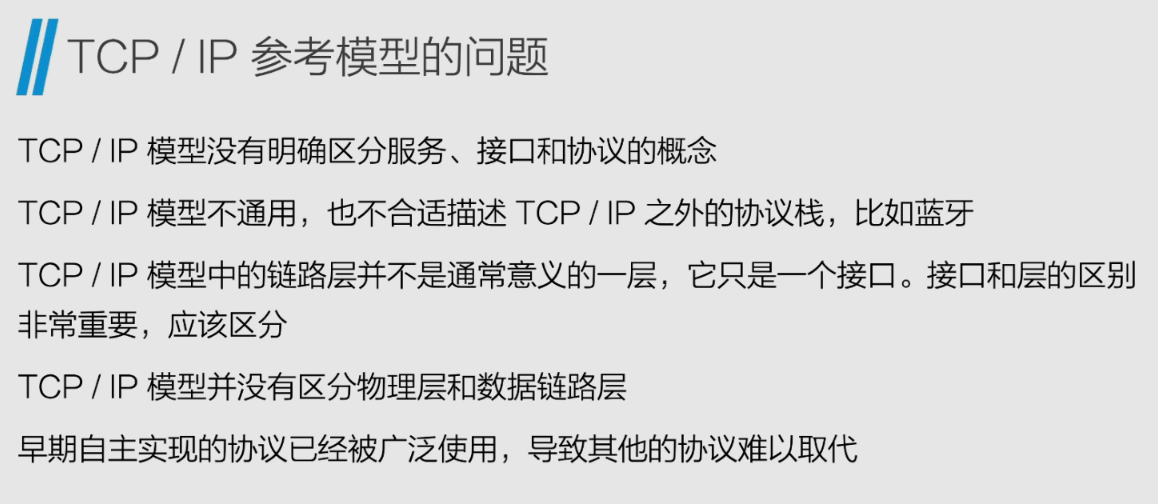 TCP / IP 参考模型的问题
TCP / IP 模型没有明确区分服务、接口和协议的概念
TCP / IP 模型不通用，也不合适描述 TCP / IP 之外的协议栈，比如蓝牙
TCP / IP 模型中的链路层并不是通常意义的一层，它只是一个接口。接口和层的区别
非常重要，应该区分
TCP / IP 模型并没有区分物理层和数据链路层
早期自主实现的协议已经被广泛使用，导致其他的协议难以取代